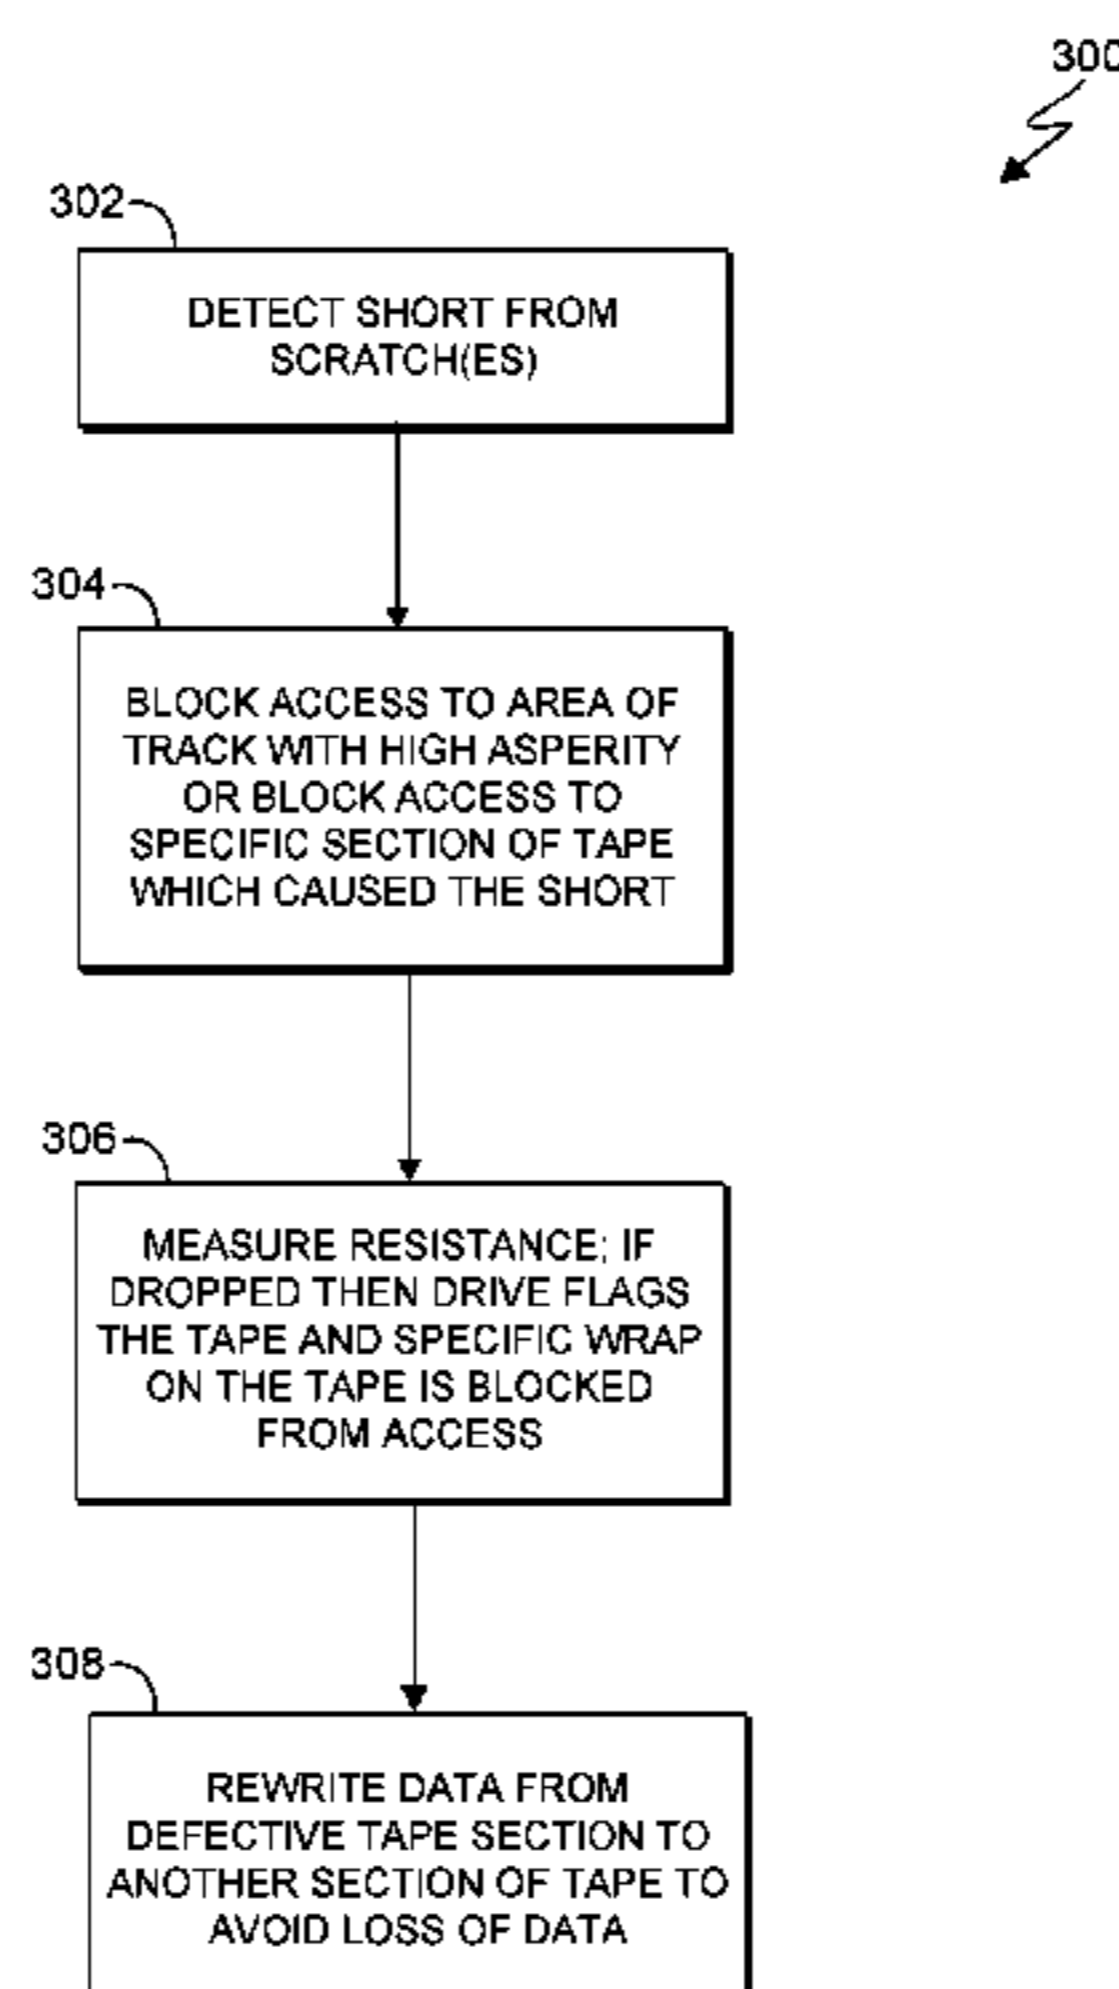 300
302
DETECT SHORT FROM
SCRATCH(ES)
304
BLOCK ACCESS TO AREA OF
TRACK WITH HIGH ASPERITY
OR BLOCK ACCESS TO
SPECIFIC SECTION OF TAPE
WHICH CAUSED THE SHORT
306
MEASURE RESISTANCE; IF
DROPPED THEN DRIVE FLAGS
THE TAPE AND SPECIFIC WRAP
ON THE TAPE IS BLOCKED
FROM ACCESS
308
REWRITE DATA FROM
DEFECTIVE TAPE SECTION TO
ANOTHER SECTION OF TAPE TO
AVOID LOSS OF DATA